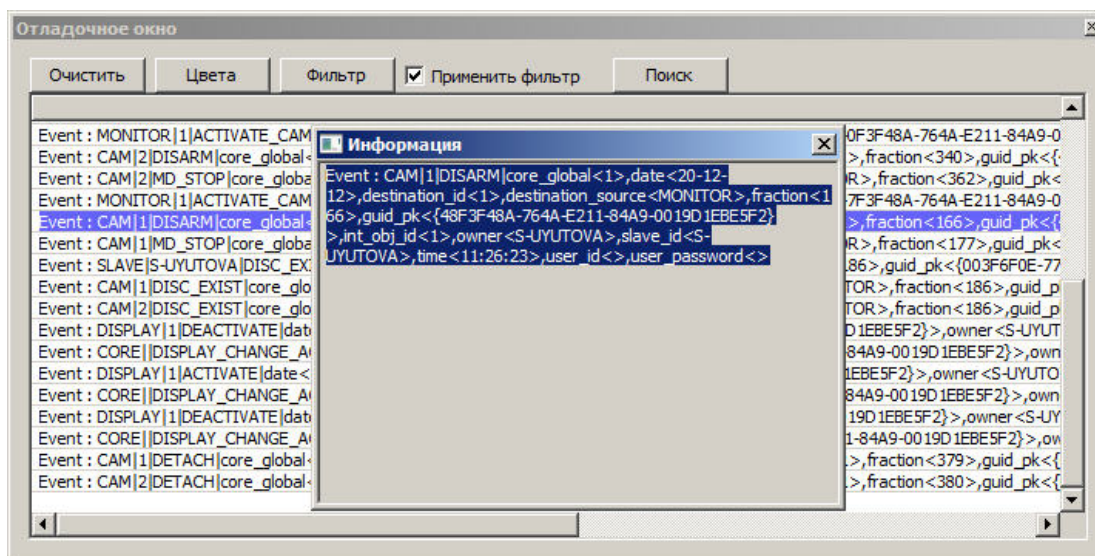 Отладочное окно
Очистить Цвета Фильтр Применить фильтр Поиск
Event : MONITOR|1|ACTIVATE_CAM 0F3F48A-764A-E211-84A9-0
Event : CAM|2|DISARM|core_global< >,fraction<340>,guid_pk<{
Event : CAM|2|MD_STOP|core_globa R>,fraction<362>,guid_pk<
Event : MONITOR|1|ACTIVATE_CAM 7F3F48A-764A-E211-84A9-0
Event : CAM|1|DISARM|core_global< >,fraction<166>,guid_pk<{
Event : CAM|1|MD_STOP|core_globa R>,fraction<177>,guid_pk<
Event : SLAVE|S-UYUTOVA|DISC_EX .86>,guid_pk<{003F6F0E-77
Event : CAM|1|DISC_EXIST|core_glo TOR>,fraction<186>,guid_p
Event : CAM|2|DISC_EXIST|core_glo TOR>,fraction<186>,guid_p
Event : DISPLAY|1|DEACTIVATE|dat D1EBE5F2}>,owner<S-UYUT
Event : CORE||DISPLAY_CHANGE_A 84A9-0019D1EBE5F2}>,own
Event : DISPLAY|1|ACTIVATE|date< 1EBE5F2}>,owner<S-UYUTO
Event : CORE||DISPLAY_CHANGE_A 84A9-0019D1EBE5F2}>,own
Event : DISPLAY|1|DEACTIVATE|dat 19D1EBE5F2}>,owner<S-UY
Event : CORE||DISPLAY_CHANGE_A 1-84A9-0019D1EBE5F2}>,ow
Event : CAM|1|DETACH|core_global< >,fraction<379>,guid_pk<{
Event : CAM|2|DETACH|core_global< >,fraction<380>,guid_pk<{
Информация
Event : CAM|1|DISARM|core_global<1>,date<20-12-
12>,destination_id<1>,destination_source<MONITOR>,fraction<1
66>,guid_pk<{48F3F48A-764A-E211-84A9-0019D1EBE5F2}
>,int_obj_id<1>,owner<S-UYUTOVA>,slave_id<S-
UYUTOVA>,time<11:26:23>,user_id<>,user_password<>